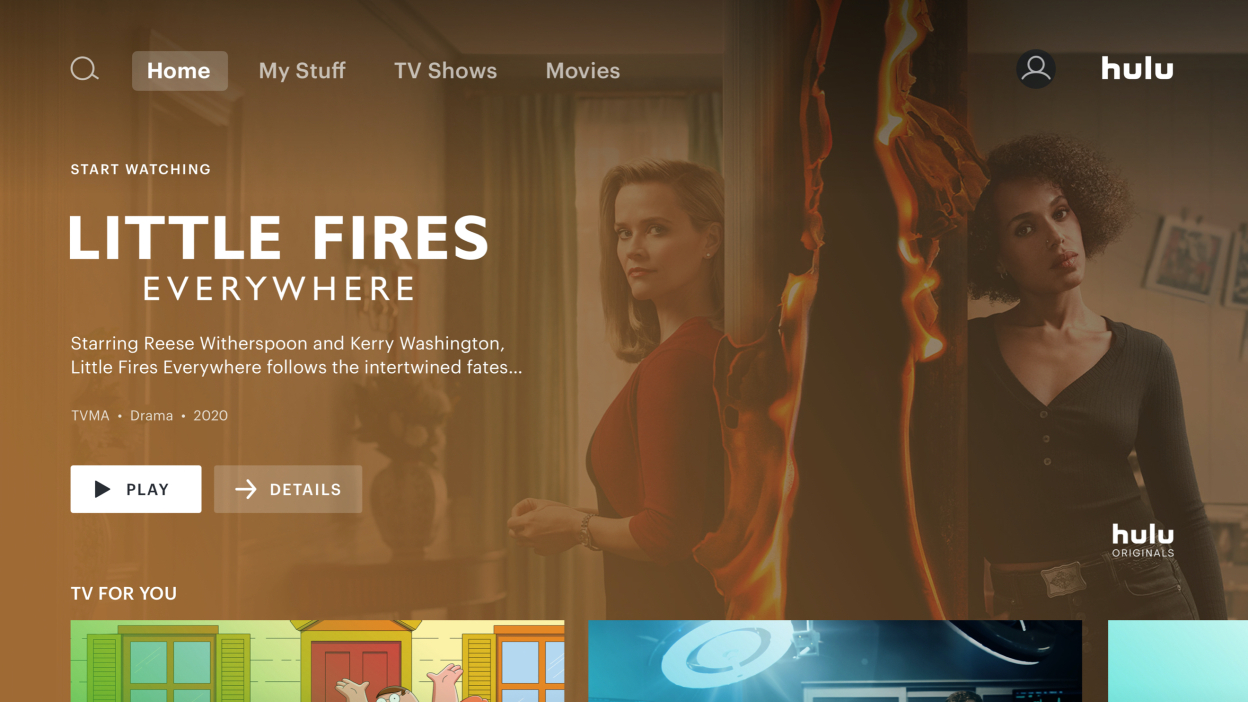 Home
My Stuff
TV Shows
Movies
hulu
START WATCHING
LITTLE FIRES
EVERYWHERE
Starring Reese Witherspoon and Kerry Washington,
Little Fires Everywhere follows the intertwined fates...
TVMA • Drama • 2020
PLAY
DETAILS
hulu
ORIGINALS
TV FOR YOU